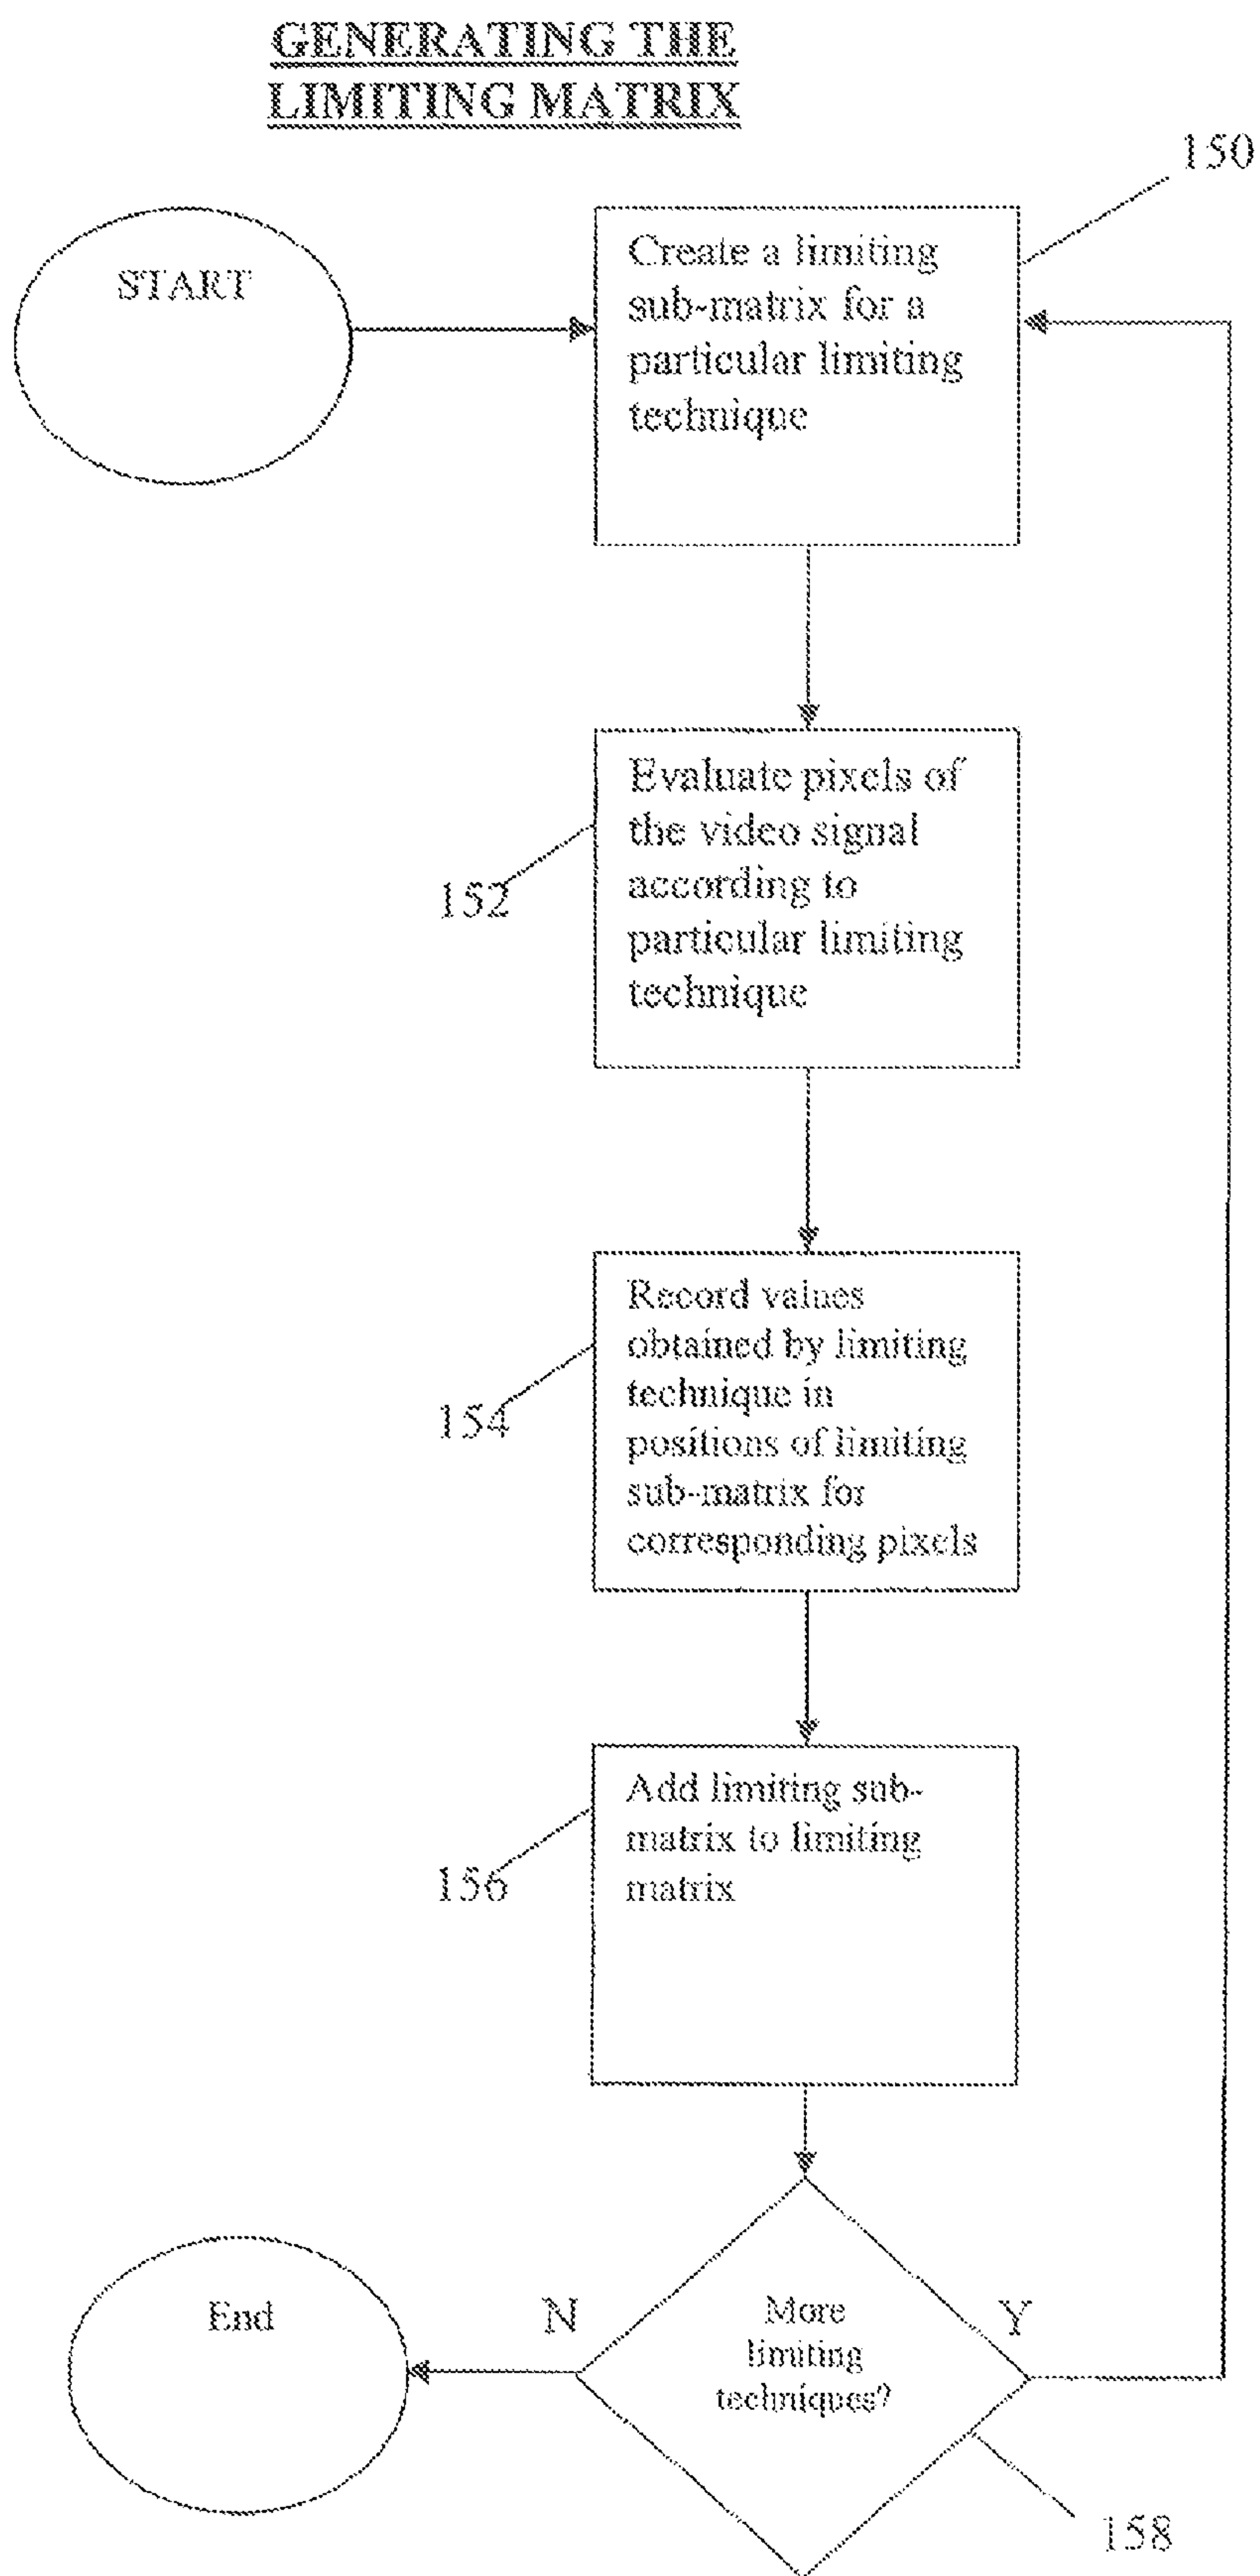 GENERATING THE
LIMITING MATRIX
150
START
Create a limiting
sub-matrix for a
particular limiting
technique
Evaluate pixels of
the video signal
according to
particular limiting
technique
152
Record values
obtained by limiting
technique in
positions of limiting
sub-matrix for
corresponding pixels
154
Add limiting sub-
matrix to limiting
matrix
156
End
N
More
limiting
techniques?
Y
158